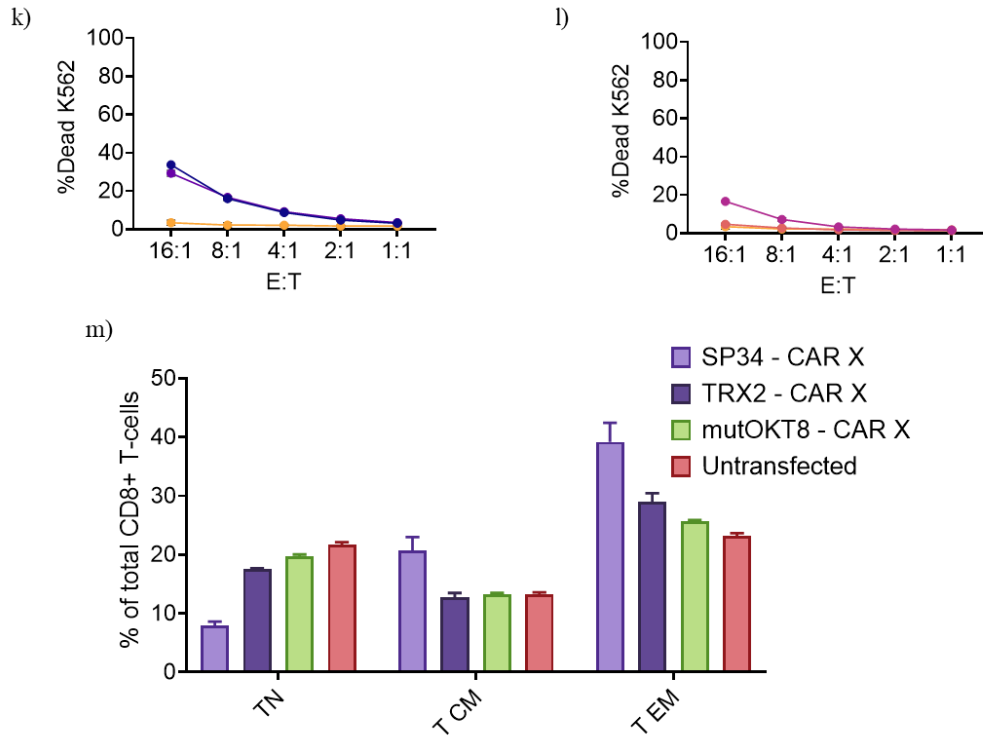 k)
100
80
60
40
20
0
%Dead K562
16:1 8:1 4:1 2:1 1:1
E:T
l)
100
80
60
40
20
0
%Dead K562
16:1 8:1 4:1 2:1 1:1
E:T
m)
50
40
30
20
10
0
% of total CD8+ T-cells
TN T CM T EM
SP34 - CAR X
TRX2 - CAR X
mutOKT8 - CAR X
Untransfected